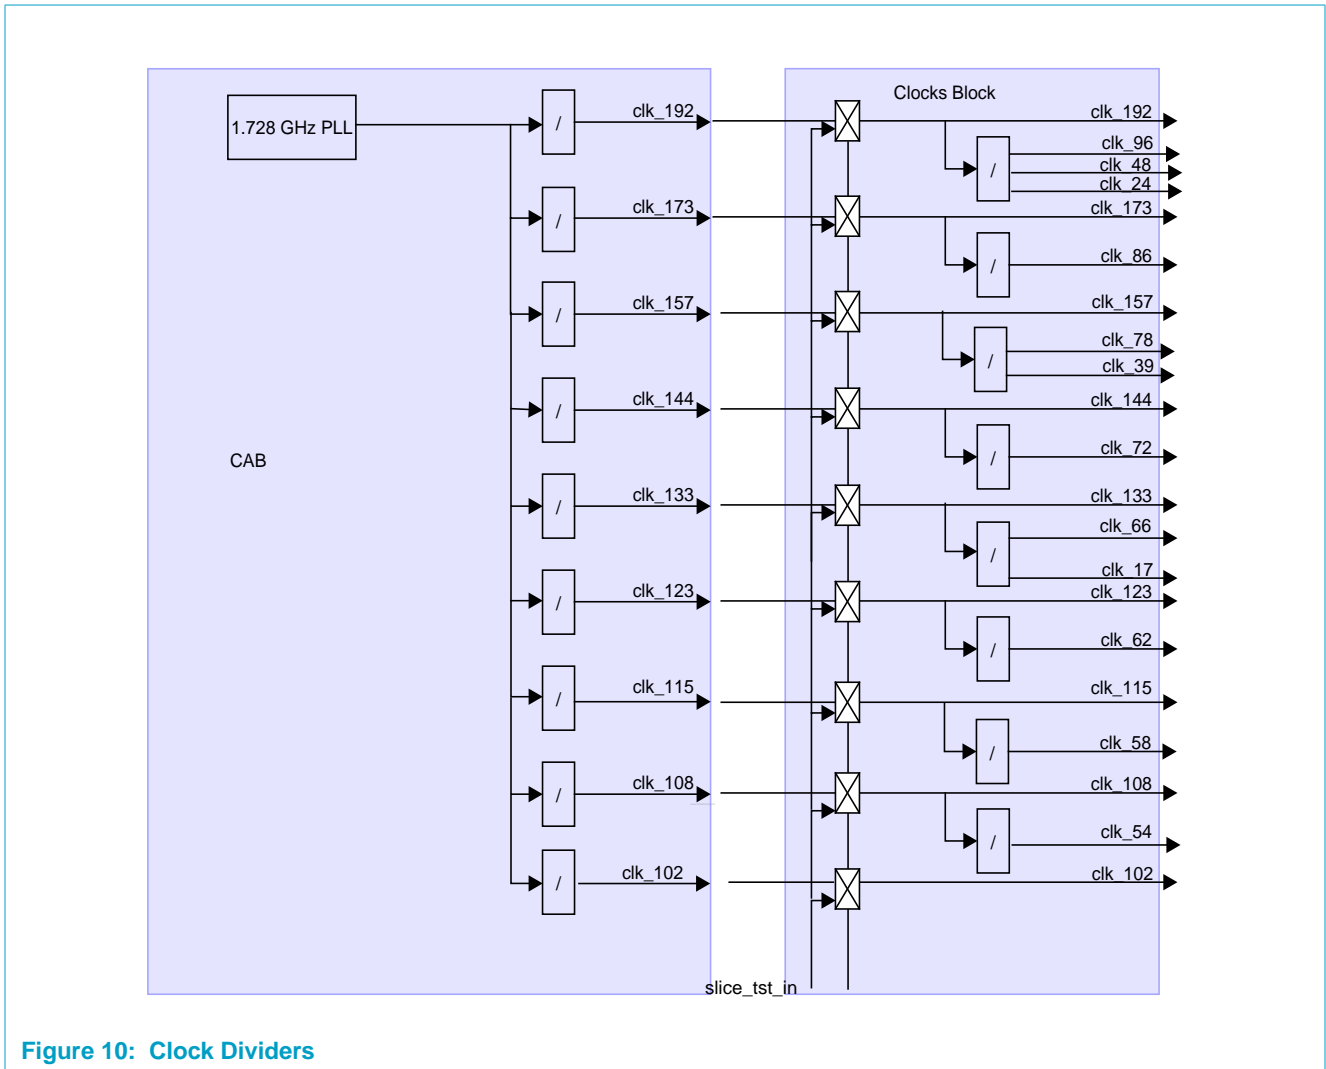 Clocks Block
1.728 GHz PLL
/
clk_192
clk_192
clk_96
/
clk_48
clk_24
/
clk_173
clk_173
/
clk_86
/
clk_157
clk_157
/
clk_78
clk_39
/
clk_144
clk_144
/
clk_72
CAB
/
clk_133
clk_133
/
clk_66
clk_17
/
clk_123
clk_123
/
clk_62
/
clk_115
clk_115
/
clk_58
/
clk_108
clk_108
/
clk_54
/
clk_102
clk_102
slice_tst_in
Figure 10: Clock Dividers